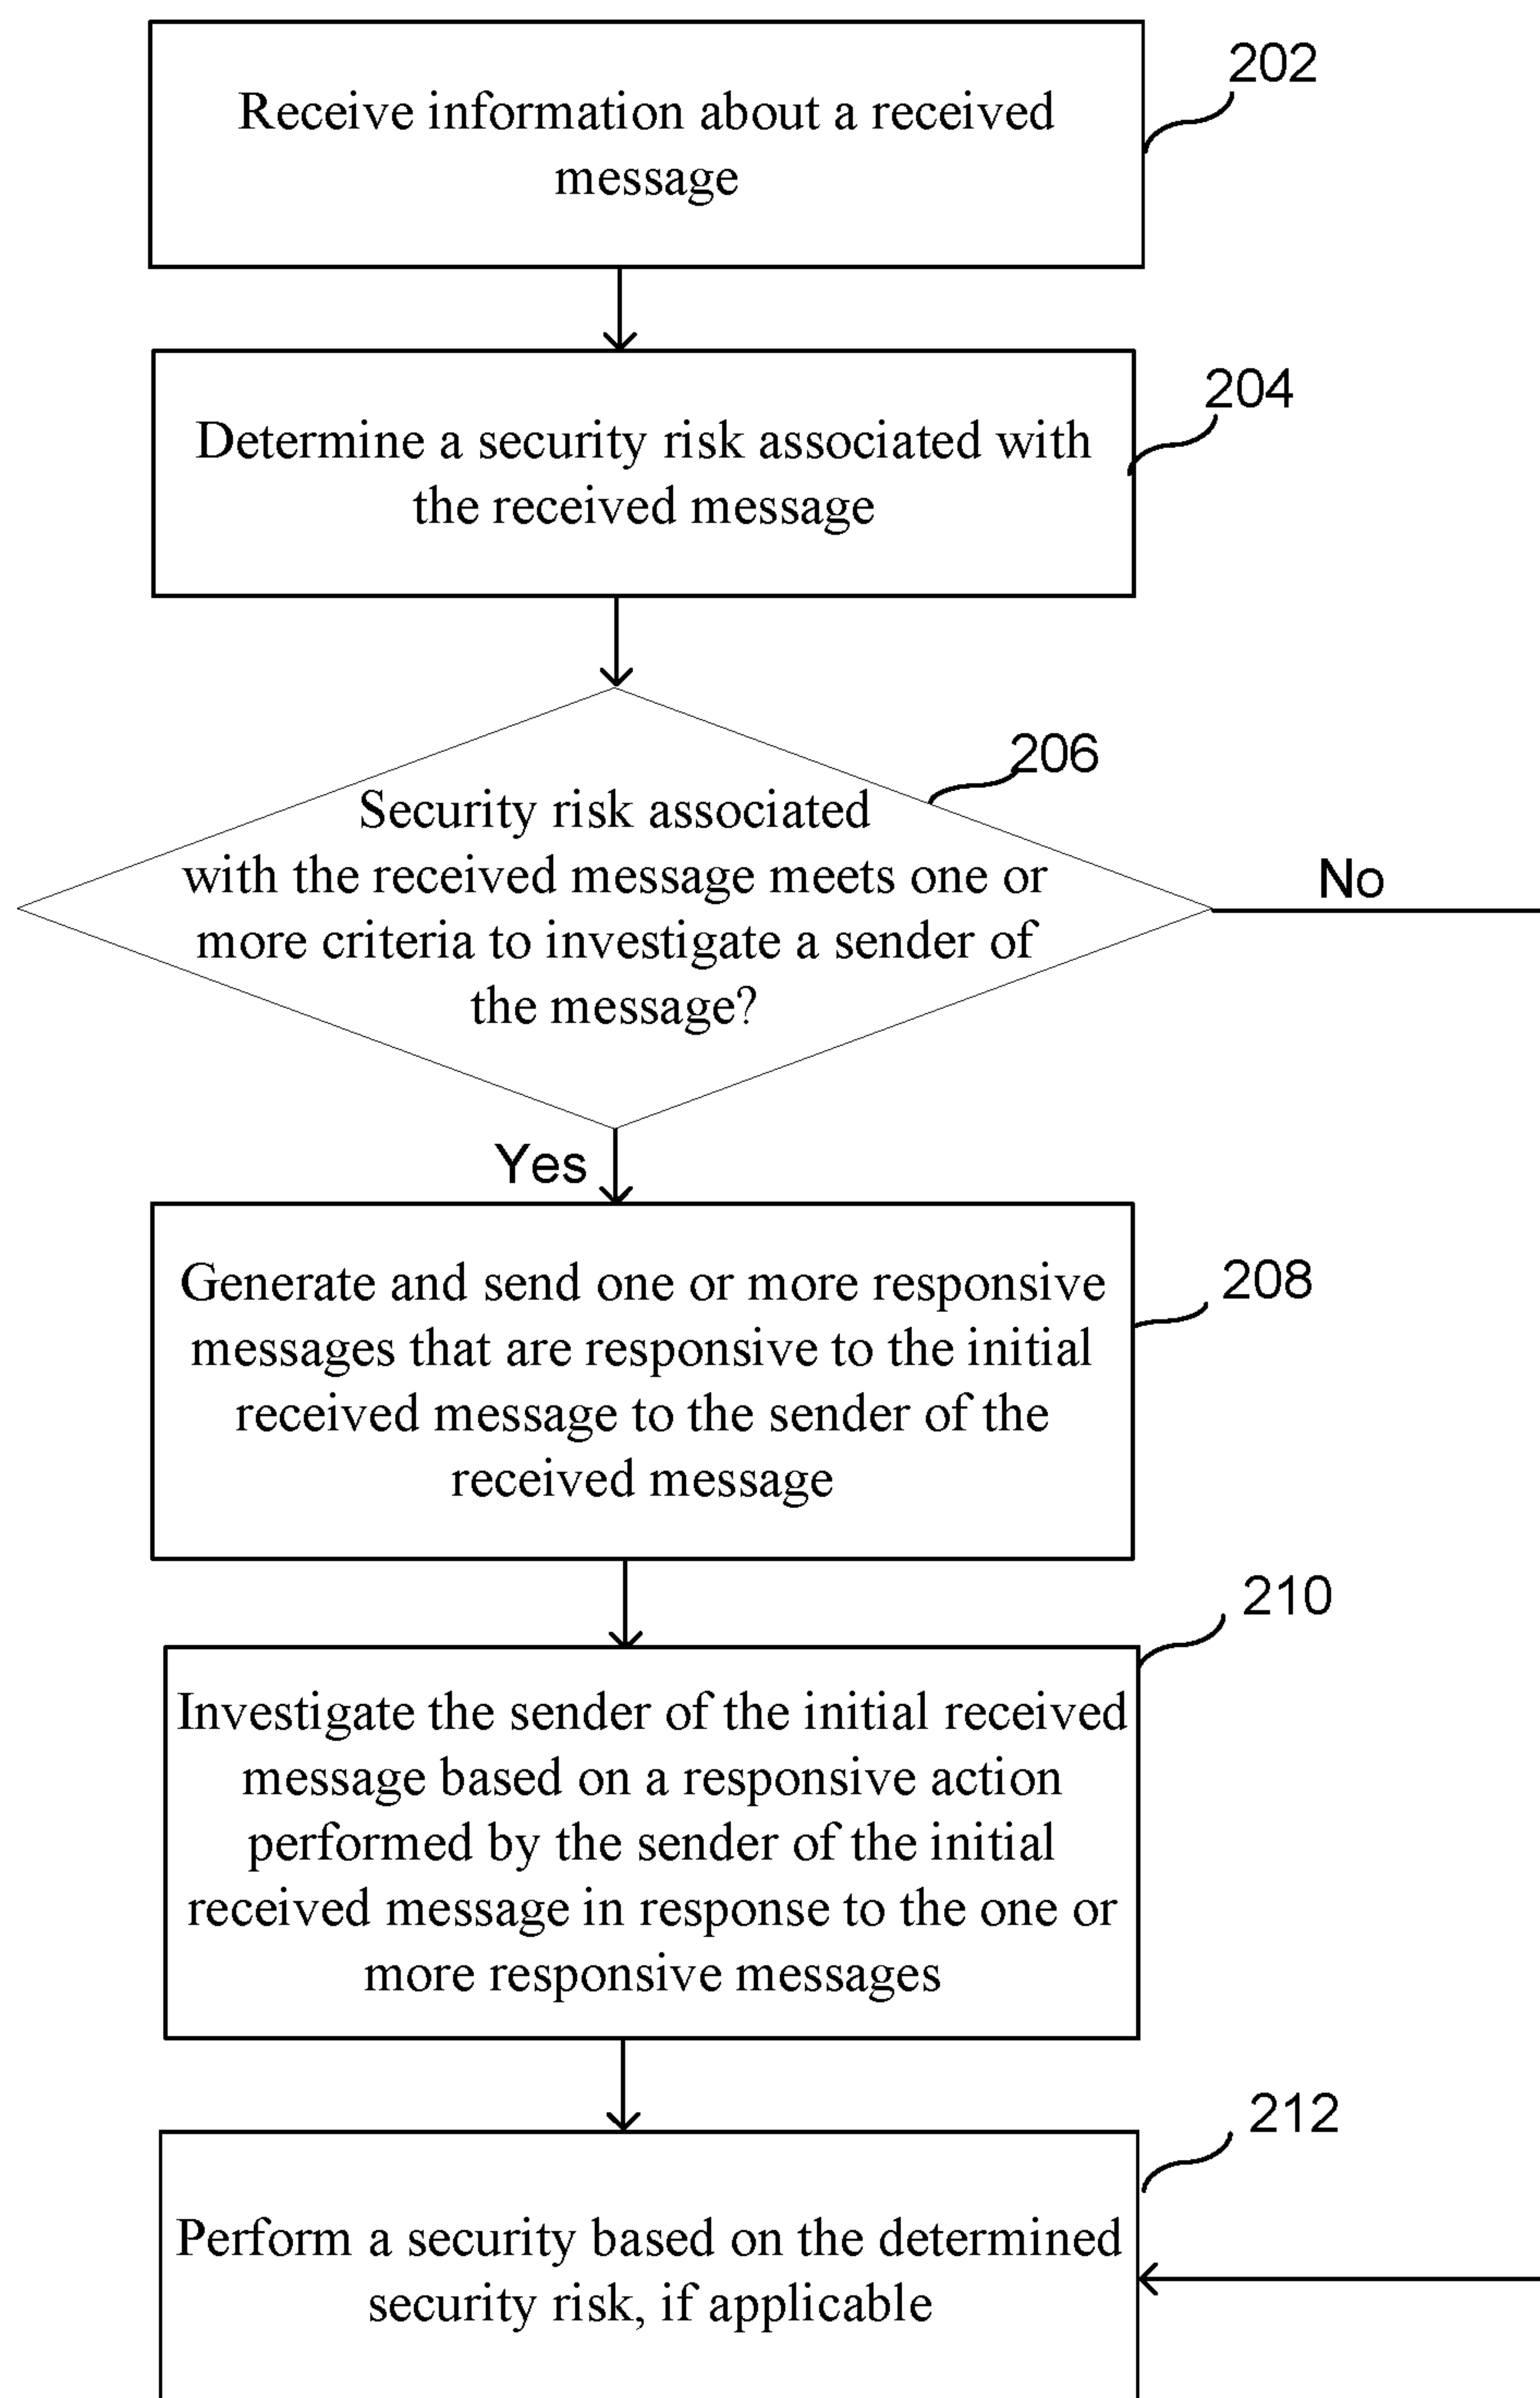 202
Receive information about a received
message
204
Determine a security risk associated with
the received message
206
Security risk associated
with the received message meets one or
more criteria to investigate a sender of
the message?
No
Yes
208
Generate and send one or more responsive
messages that are responsive to the initial
received message to the sender of the
received message
210
Investigate the sender of the initial received
message based on a responsive action
performed by the sender of the initial
received message in response to the one or
more responsive messages
212
Perform a security based on the determined
security risk, if applicable